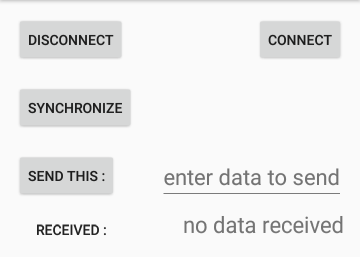 DISCONNECT CONNECT
SYNCHRONIZE
SEND THIS : enter data to send
RECEIVED : no data received